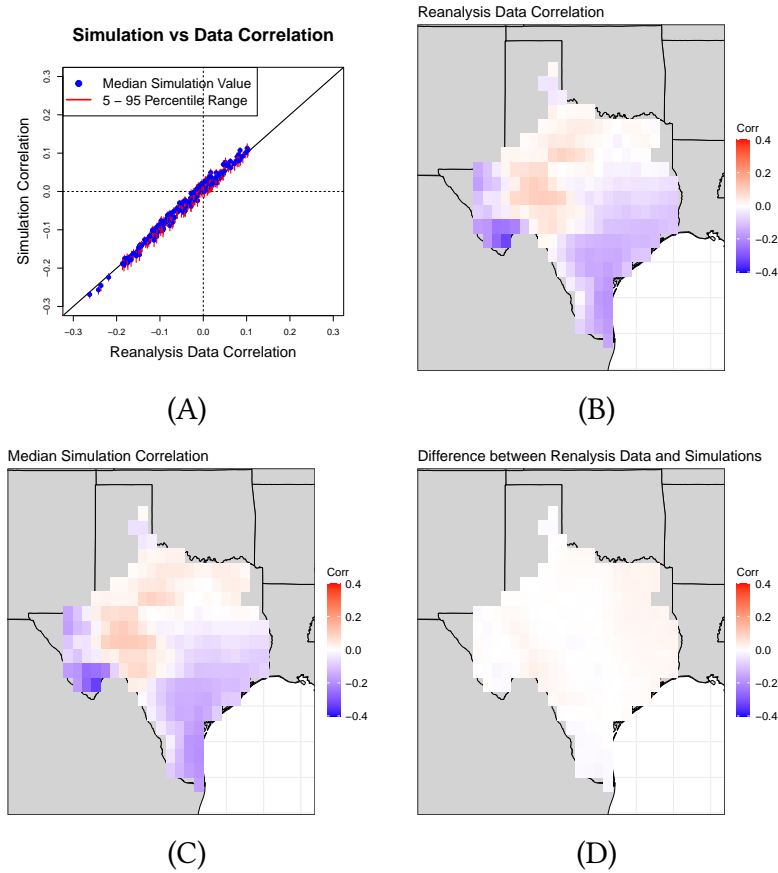 Simulation vs Data Correlation
Median Simulation Value
5 − 95 Percentile Range
Simulation Correlation
0.3
0.2
0.1
0.0
−0.1
−0.2
−0.3
−0.3
−0.2
−0.1
0.0
0.1
0.2
0.3
Reanalysis Data Correlation
(A)
Reanalysis Data Correlation
Corr
0.4
0.2
0.0
−0.2
−0.4
(B)
Median Simulation Correlation
Corr
0.4
0.2
0.0
−0.2
−0.4
(C)
Difference between Renalysis Data and Simulations
Corr
0.4
0.2
0.0
−0.2
−0.4
(D)